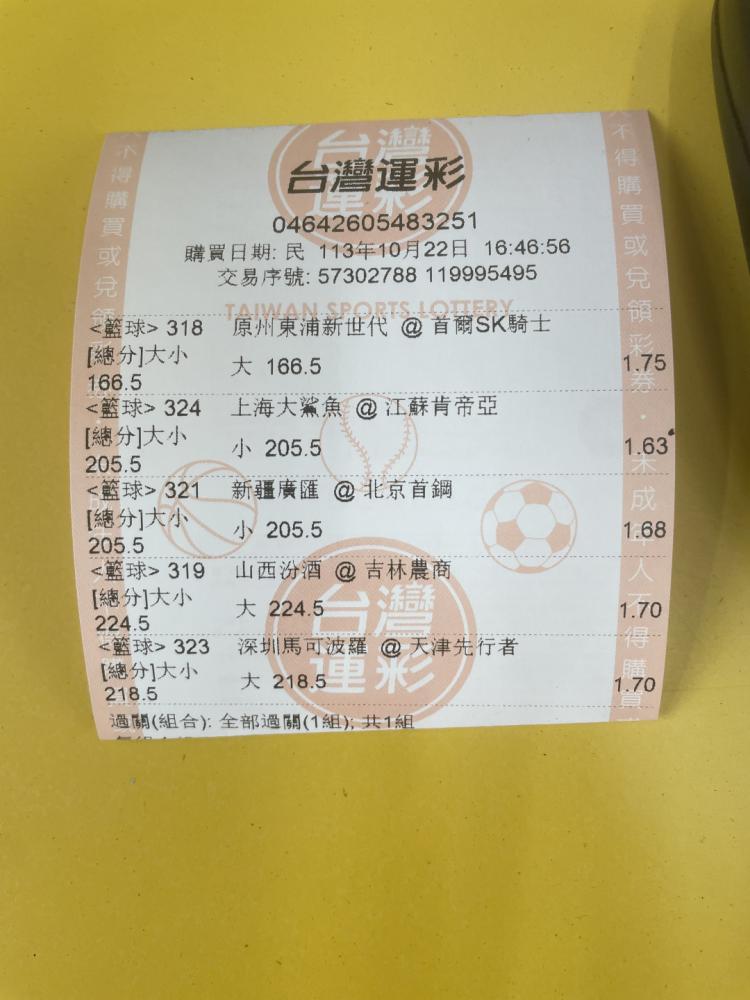 台灣運彩
04642605483251
購買日期: 民 113年10月22日 16:46:56
交易序號: 57302788 119995495
TAIWAN SPORTS LOTTERY
<籃球> 318 原州東浦新世代 @ 首爾SK騎士
[總分]大小 大 166.5 1.75
166.5
<籃球> 324 上海大鯊魚 @ 江蘇肯帝亞
[總分]大小 小 205.5 1.63
205.5
<籃球> 321 新疆廣匯 @ 北京首鋼
[總分]大小 小 205.5 1.68
205.5
<籃球> 319 山西汾酒 @ 吉林農商
[總分]大小 大 224.5 1.70
224.5
<籃球> 323 深圳馬可波羅 @ 天津先行者
[總分]大小 大 218.5 1.70
218.5
過關(組合): 全部過關(1組); 共1組
台灣運彩
台灣運彩
不得購買或兌領
不得購買或兌領彩券・未成年人不得購買